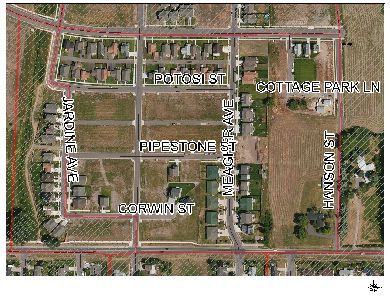 POTOSI ST
COTTAGE PARK LN
JARDINE AVE
MEAGHER AVE
PIPESTONE
HANSON ST
CORWIN ST